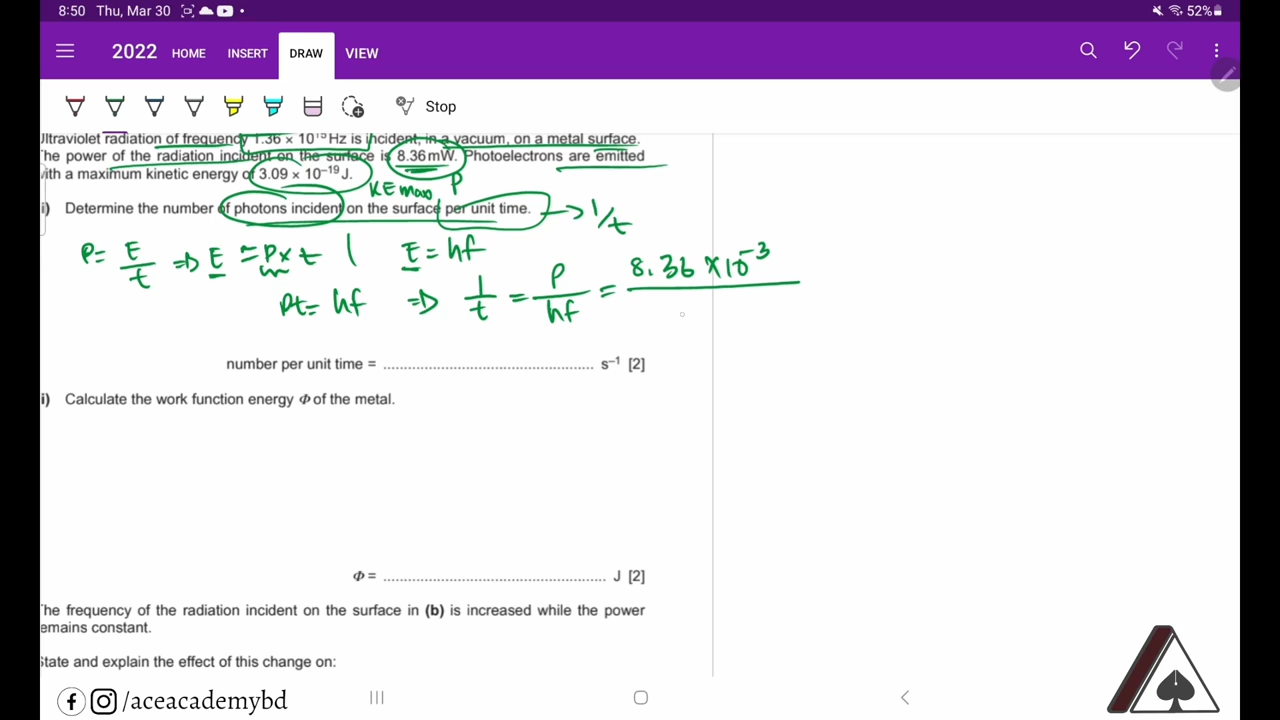 8:50 Thu, Mar 30 52%
2022 HOME INSERT DRAW VIEW
Stop
Ultraviolet radiation of frequency 1.36 × 10¹⁵ Hz is incident, in a vacuum, on a metal surface.
The power of the radiation incident on the surface is 8.36 mW. Photoelectrons are emitted
with a maximum kinetic energy of 3.09 × 10⁻¹⁹ J.
KE max P
i) Determine the number of photons incident on the surface per unit time. → 1/t
P = E/t ⇒ E = P × t | E = hf
Pt = hf ⇒ 1/t = P/hf = 8.36 × 10⁻³
number per unit time = .................................................... s⁻¹ [2]
i) Calculate the work function energy Φ of the metal.
Φ = ...................................................... J [2]
The frequency of the radiation incident on the surface in (b) is increased while the power
emains constant.
State and explain the effect of this change on:
/aceacademybd